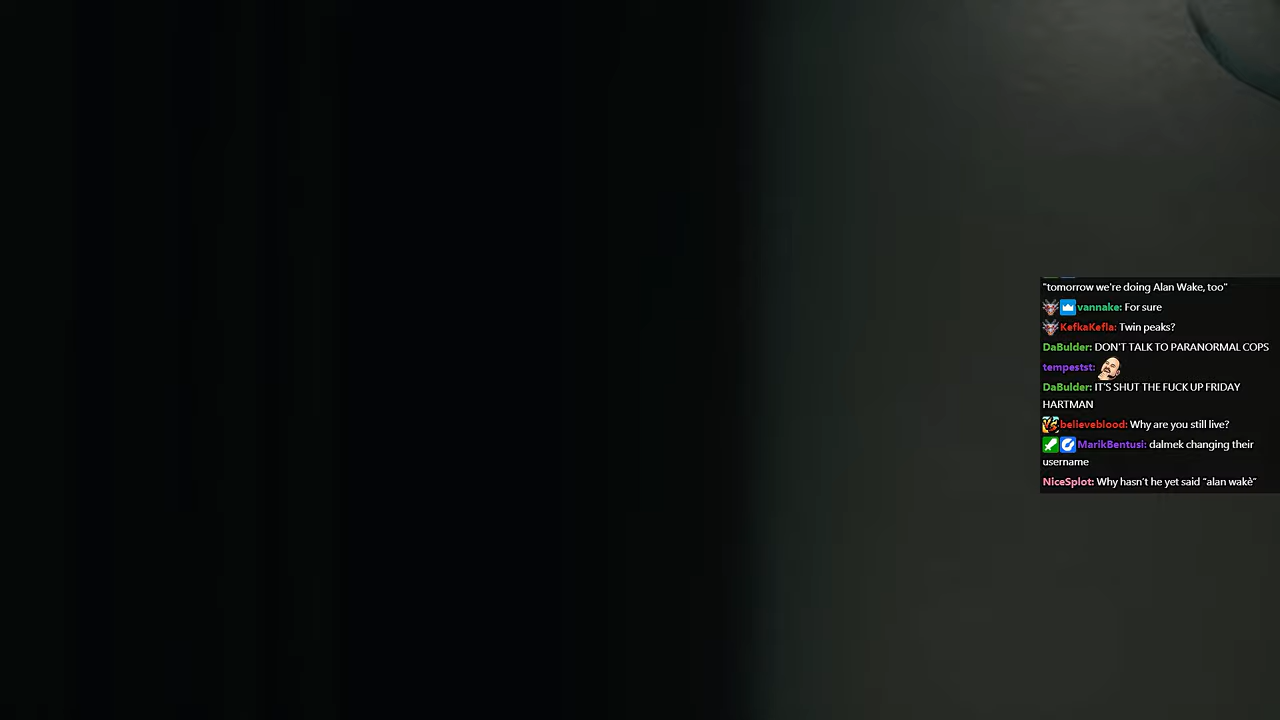 "tomorrow we're doing Alan Wake, too"
vannake: For sure
KefkaKefla: Twin peaks?
DaBulder: DON'T TALK TO PARANORMAL COPS
tempestst:
DaBulder: IT'S SHUT THE FUCK UP FRIDAY
HARTMAN
believeblood: Why are you still live?
MarikBentusi: dalmek changing their
username
NiceSplot: Why hasn't he yet said "alan wakè"